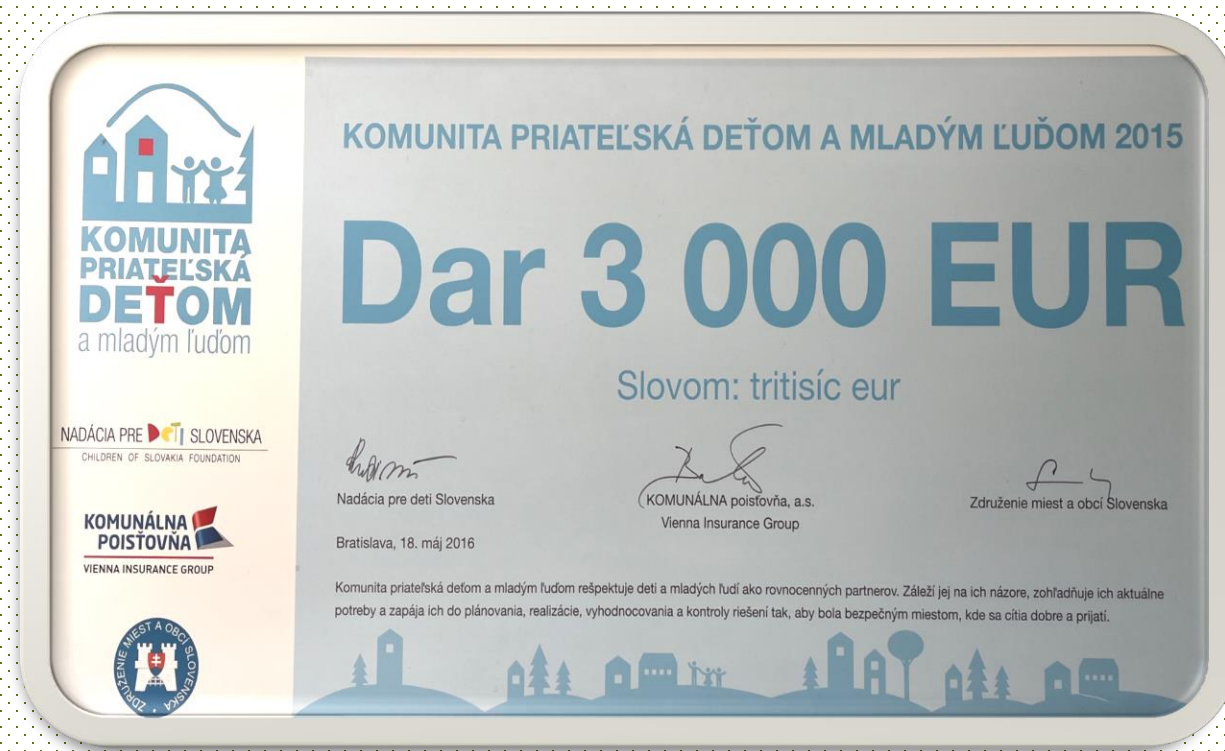 KOMUNITA
PRIATEĽSKÁ
DEŤOM
a mladým ľuďom
NADÁCIA PRE DETI SLOVENSKA
CHILDREN OF SLOVAKIA FOUNDATION
KOMUNÁLNA
POISŤOVŇA
VIENNA INSURANCE GROUP
ZDRUŽENIE MIEST A OBCÍ SLOVENSKA
KOMUNITA PRIATEĽSKÁ DEŤOM A MLADÝM ĽUĎOM 2015
Dar 3 000 EUR
Slovom: tritisíc eur
Nadácia pre deti Slovenska
KOMUNÁLNA poisťovňa, a.s.
Vienna Insurance Group
Združenie miest a obcí Slovenska
Bratislava, 18. máj 2016
Komunita priateľská deťom a mladým ľuďom rešpektuje deti a mladých ľudí ako rovnocenných partnerov. Záleží jej na ich názore, zohľadňuje ich aktuálne
potreby a zapája ich do plánovania, realizácie, vyhodnocovania a kontroly riešení tak, aby bola bezpečným miestom, kde sa cítia dobre a prijatí.